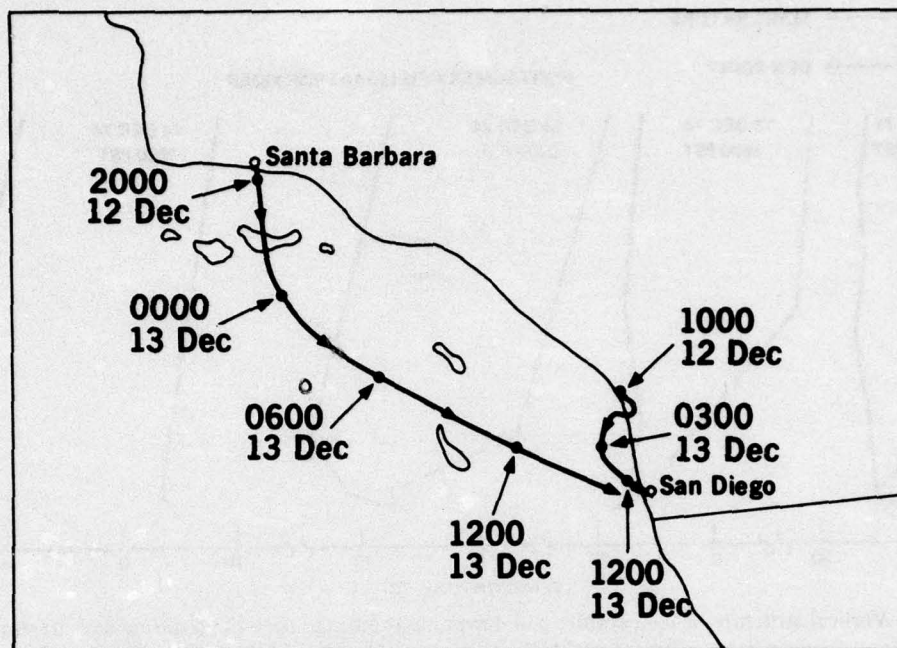 Santa Barbara
2000
12 Dec
0000
13 Dec
1000
12 Dec
0600
13 Dec
0300
13 Dec
San Diego
1200
13 Dec
1200
13 Dec